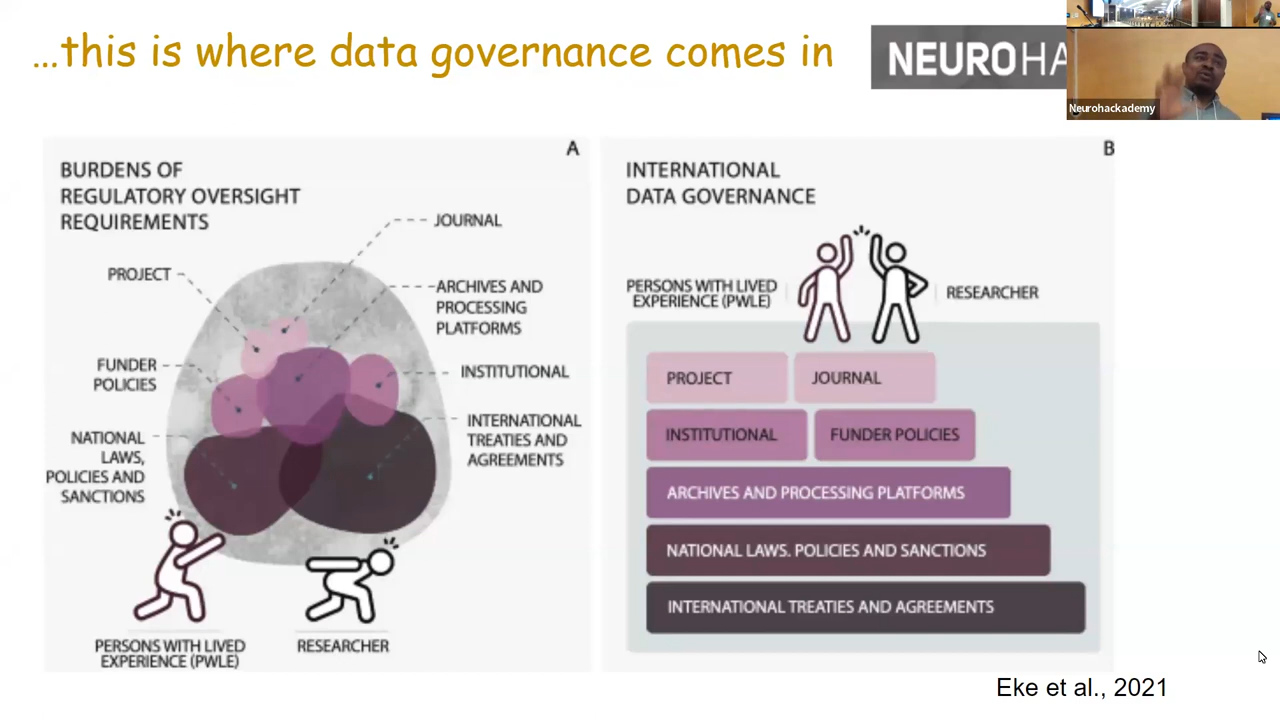 ...this is where data governance comes in
NEUROHA
Neurohackademy
A
BURDENS OF
REGULATORY OVERSIGHT
REQUIREMENTS
JOURNAL
PROJECT
ARCHIVES AND
PROCESSING
PLATFORMS
FUNDER
POLICIES
INSTITUTIONAL
NATIONAL
LAWS,
POLICIES AND
SANCTIONS
INTERNATIONAL
TREATIES AND
AGREEMENTS
PERSONS WITH LIVED
EXPERIENCE (PWLE)
RESEARCHER
B
INTERNATIONAL
DATA GOVERNANCE
PERSONS WITH LIVED
EXPERIENCE (PWLE)
RESEARCHER
PROJECT
JOURNAL
INSTITUTIONAL
FUNDER POLICIES
ARCHIVES AND PROCESSING PLATFORMS
NATIONAL LAWS. POLICIES AND SANCTIONS
INTERNATIONAL TREATIES AND AGREEMENTS
Eke et al., 2021